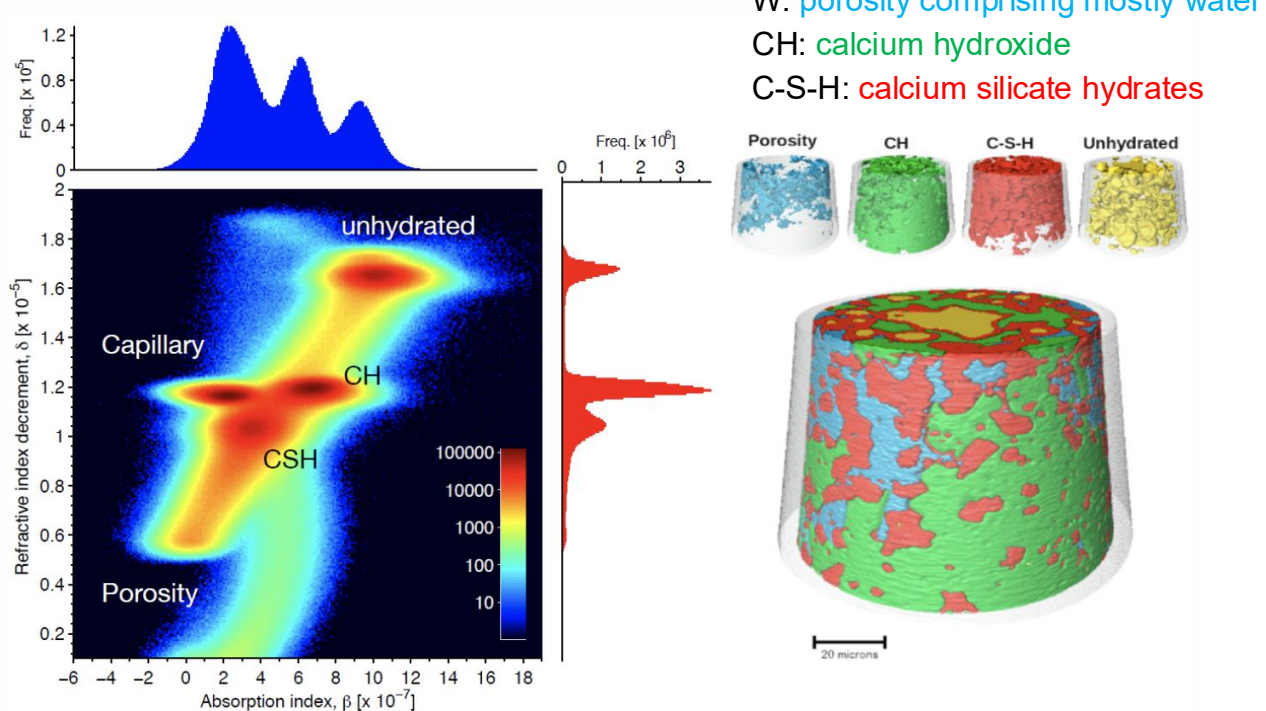 W: porosity comprising mostly water
CH: calcium hydroxide
C-S-H: calcium silicate hydrates
Freq. [x 10⁵]
1.2
0.8
0.4
0
Freq. [x 10⁶]
0 1 2 3
Refractive index decrement, δ [x 10⁻⁵]
2
1.8
1.6
1.4
1.2
1
0.8
0.6
0.4
0.2
unhydrated
Capillary
CH
CSH
Porosity
100000
10000
1000
100
10
−6 −4 −2 0 2 4 6 8 10 12 14 16 18
Absorption index, β [x 10⁻⁷]
Porosity CH C-S-H Unhydrated
20 microns